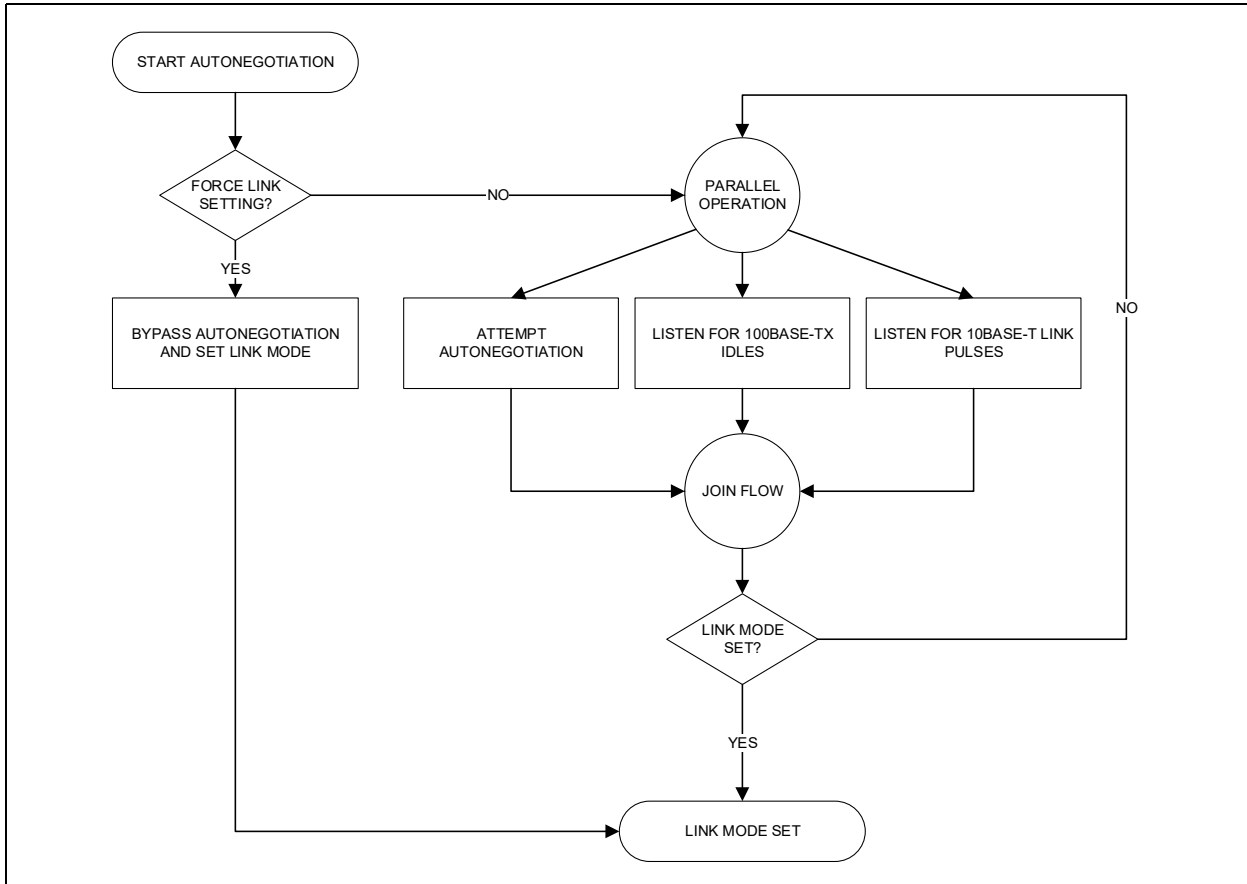 START AUTONEGOTIATION
FORCE LINK
SETTING?
NO
PARALLEL
OPERATION
YES
BYPASS AUTONEGOTIATION
AND SET LINK MODE
ATTEMPT
AUTONEGOTIATION
LISTEN FOR 100BASE-TX
IDLES
LISTEN FOR 10BASE-T LINK
PULSES
NO
JOIN FLOW
LINK MODE
SET?
YES
LINK MODE SET